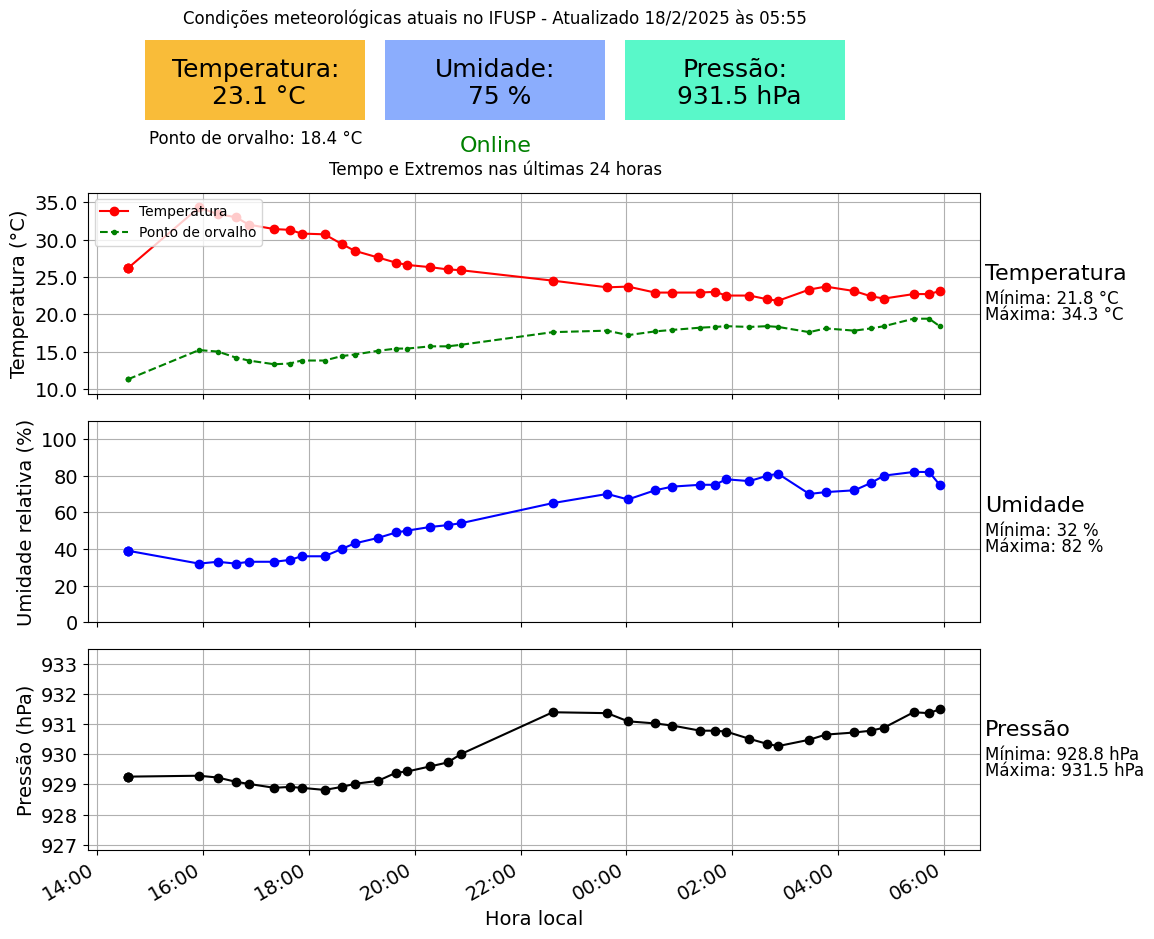 Condições meteorológicas atuais no IFUSP - Atualizado 18/2/2025 às 05:55
Temperatura:
23.1 °C
Umidade:
75 %
Pressão:
931.5 hPa
Ponto de orvalho: 18.4 °C
Online
Tempo e Extremos nas últimas 24 horas
Temperatura (°C)
35.0
30.0
25.0
20.0
15.0
10.0
Temperatura
Ponto de orvalho
Temperatura
Mínima: 21.8 °C
Máxima: 34.3 °C
Umidade relativa (%)
100
80
60
40
20
0
Umidade
Mínima: 32 %
Máxima: 82 %
Pressão (hPa)
933
932
931
930
929
928
927
Pressão
Mínima: 928.8 hPa
Máxima: 931.5 hPa
14:00 16:00 18:00 20:00 22:00 00:00 02:00 04:00 06:00
Hora local